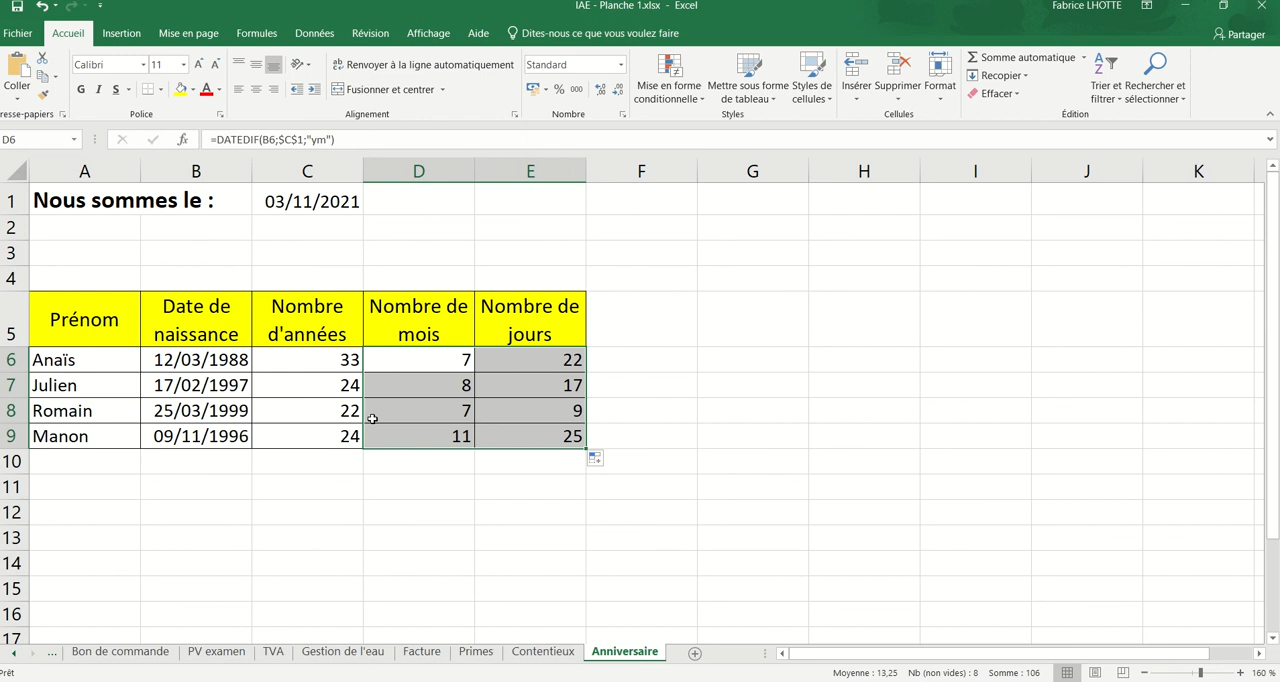 IAE - Planche 1.xlsx - Excel
Fabrice LHOTTE
Fichier Accueil Insertion Mise en page Formules Données Révision Affichage Aide Dites-nous ce que vous voulez faire Partager
Coller
Calibri 11
Renvoyer à la ligne automatiquement
Standard
G I S A
Fusionner et centrer
% 000
Mise en forme conditionnelle
Mettre sous forme de tableau
Styles de cellules
Insérer Supprimer Format
Σ Somme automatique
Recopier
Effacer
Trier et filtrer
Rechercher et sélectionner
resse-papiers Police Alignement Nombre Styles Cellules Édition
D6 fx =DATEDIF(B6;$C$1;"ym")
A B C D E F G H I J K
1 Nous sommes le : 03/11/2021
2
3
4
5 Prénom Date de naissance Nombre d'années Nombre de mois Nombre de jours
6 Anaïs 12/03/1988 33 7 22
7 Julien 17/02/1997 24 8 17
8 Romain 25/03/1999 22 7 9
9 Manon 09/11/1996 24 11 25
10
11
12
13
14
15
16
17
... Bon de commande PV examen TVA Gestion de l'eau Facture Primes Contentieux Anniversaire
Prêt Moyenne : 13,25 Nb (non vides) : 8 Somme : 106 160 %